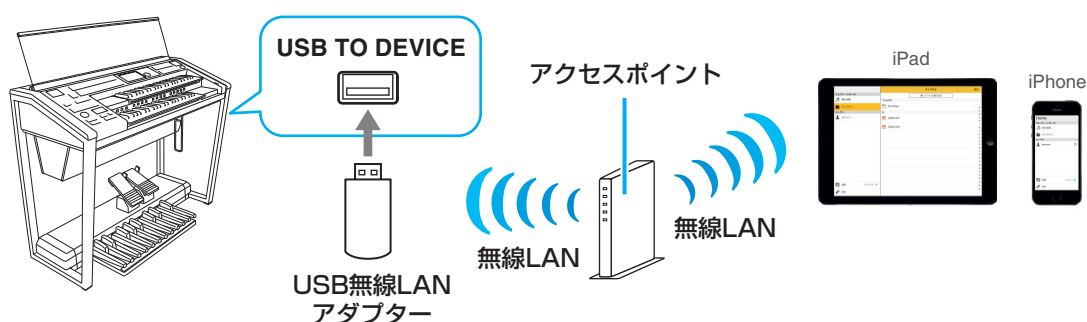 USB TO DEVICE
アクセスポイント
iPad
iPhone
Home
無線LAN
無線LAN
USB無線LAN
アダプター